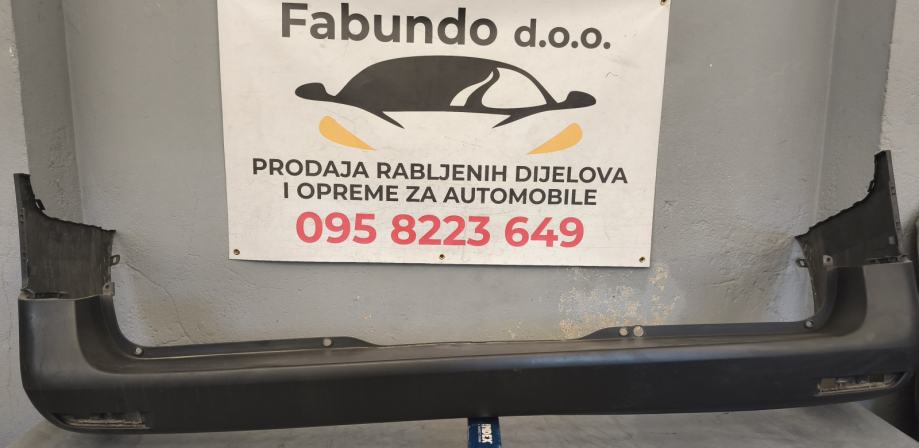 Fabundo d.o.o.
PRODAJA RABLJENIH DIJELOVA
I OPREME ZA AUTOMOBILE
095 8223 649